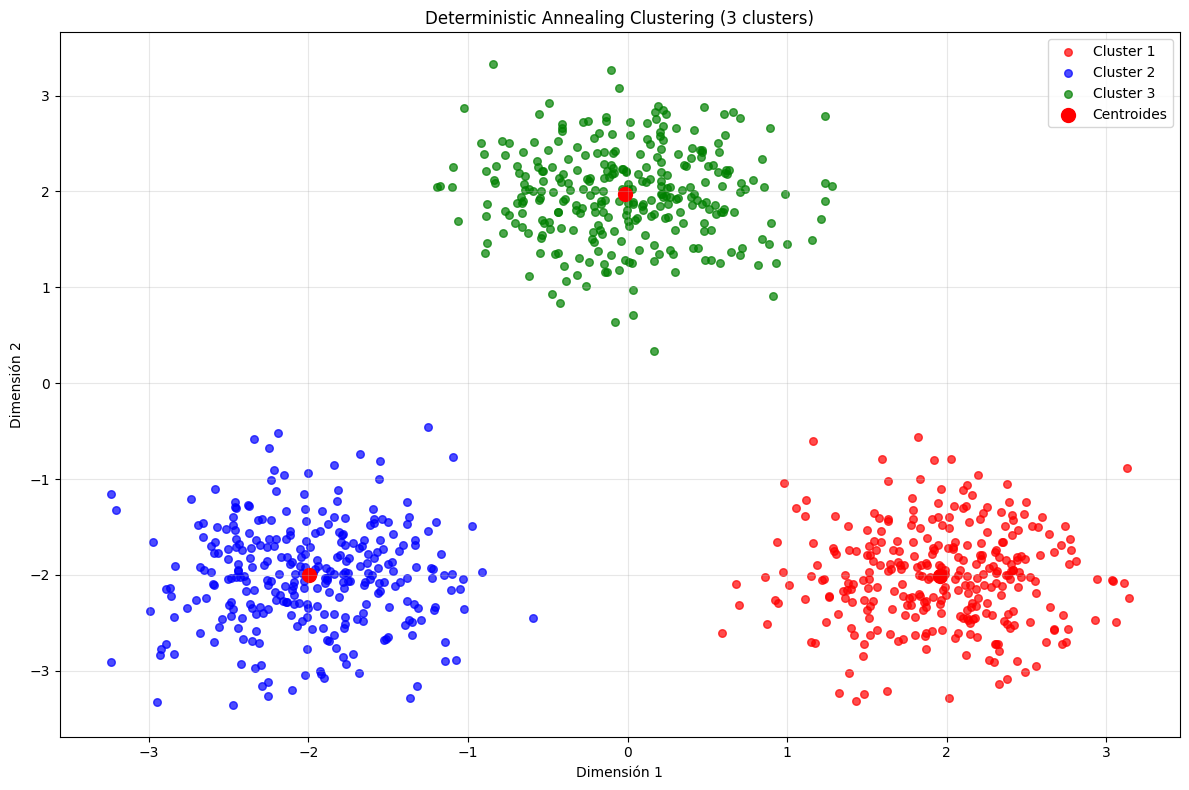 Deterministic Annealing Clustering (3 clusters)
Cluster 1
Cluster 2
Cluster 3
Centroides
3
2
1
0
−1
−2
−3
Dimensión 2
−3
−2
−1
0
1
2
3
Dimensión 1